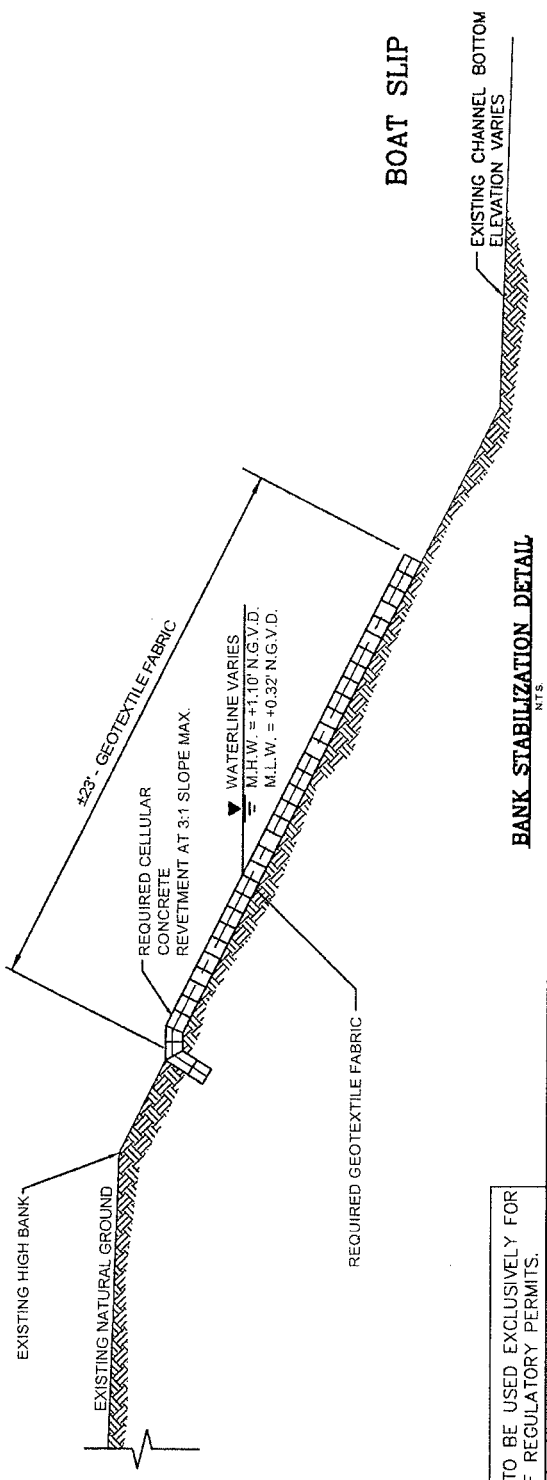 EXISTING HIGH BANK
EXISTING NATURAL GROUND
±23' - GEOTEXTILE FABRIC
REQUIRED CELLULAR
CONCRETE
REVETMENT AT 3:1 SLOPE MAX.
WATERLINE VARIES
M.H.W. = +1.10' N.G.V.D.
M.L.W. = +0.32' N.G.V.D.
REQUIRED GEOTEXTILE FABRIC
BOAT SLIP
EXISTING CHANNEL BOTTOM
ELEVATION VARIES
BANK STABILIZATION DETAIL
N.T.S.
TO BE USED EXCLUSIVELY FOR
REGULATORY PERMITS.